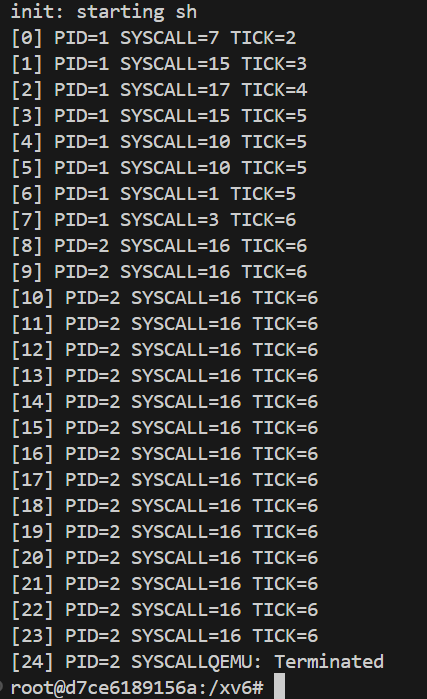 init: starting sh
[0] PID=1 SYSCALL=7 TICK=2
[1] PID=1 SYSCALL=15 TICK=3
[2] PID=1 SYSCALL=17 TICK=4
[3] PID=1 SYSCALL=15 TICK=5
[4] PID=1 SYSCALL=10 TICK=5
[5] PID=1 SYSCALL=10 TICK=5
[6] PID=1 SYSCALL=1 TICK=5
[7] PID=1 SYSCALL=3 TICK=6
[8] PID=2 SYSCALL=16 TICK=6
[9] PID=2 SYSCALL=16 TICK=6
[10] PID=2 SYSCALL=16 TICK=6
[11] PID=2 SYSCALL=16 TICK=6
[12] PID=2 SYSCALL=16 TICK=6
[13] PID=2 SYSCALL=16 TICK=6
[14] PID=2 SYSCALL=16 TICK=6
[15] PID=2 SYSCALL=16 TICK=6
[16] PID=2 SYSCALL=16 TICK=6
[17] PID=2 SYSCALL=16 TICK=6
[18] PID=2 SYSCALL=16 TICK=6
[19] PID=2 SYSCALL=16 TICK=6
[20] PID=2 SYSCALL=16 TICK=6
[21] PID=2 SYSCALL=16 TICK=6
[22] PID=2 SYSCALL=16 TICK=6
[23] PID=2 SYSCALL=16 TICK=6
[24] PID=2 SYSCALLQEMU: Terminated
root@d7ce6189156a:/xv6#